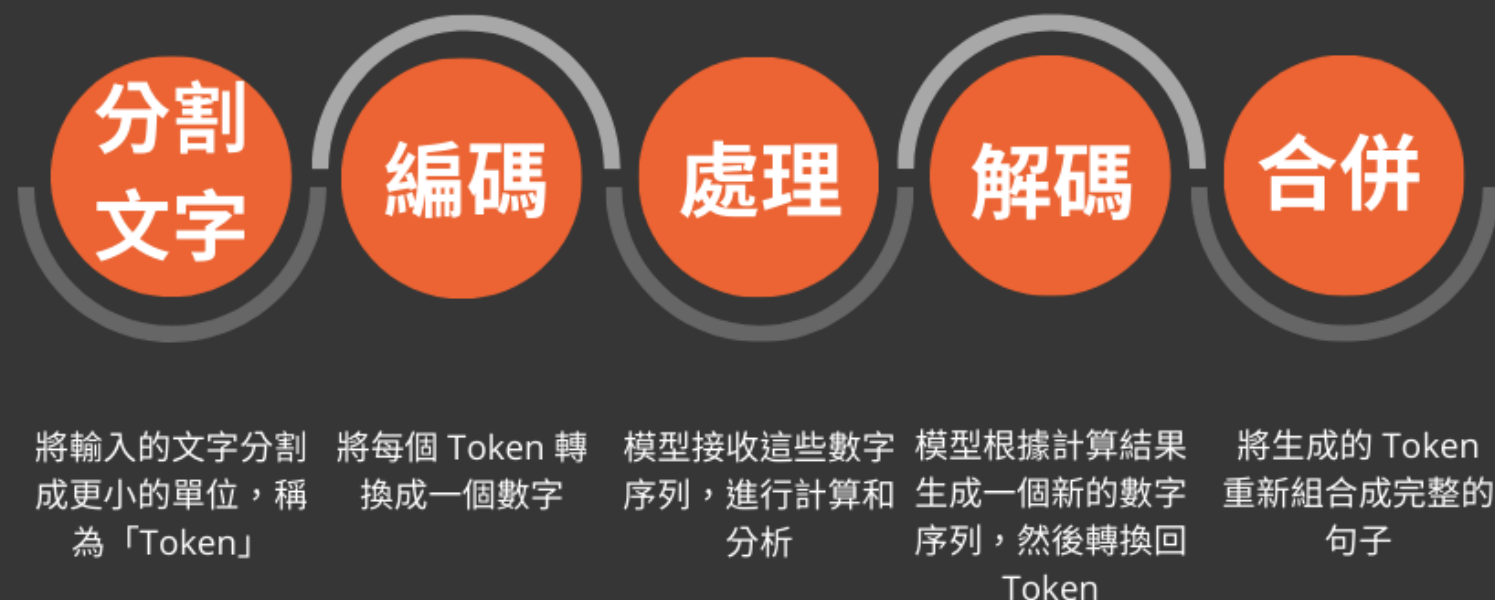 分割
文字
編碼
處理
解碼
合併
將輸入的文字分割
成更小的單位，稱
為「Token」
將每個 Token 轉
換成一個數字
模型接收這些數字
序列，進行計算和
分析
模型根據計算結果
生成一個新的數字
序列，然後轉換回
Token
將生成的 Token
重新組合成完整的
句子